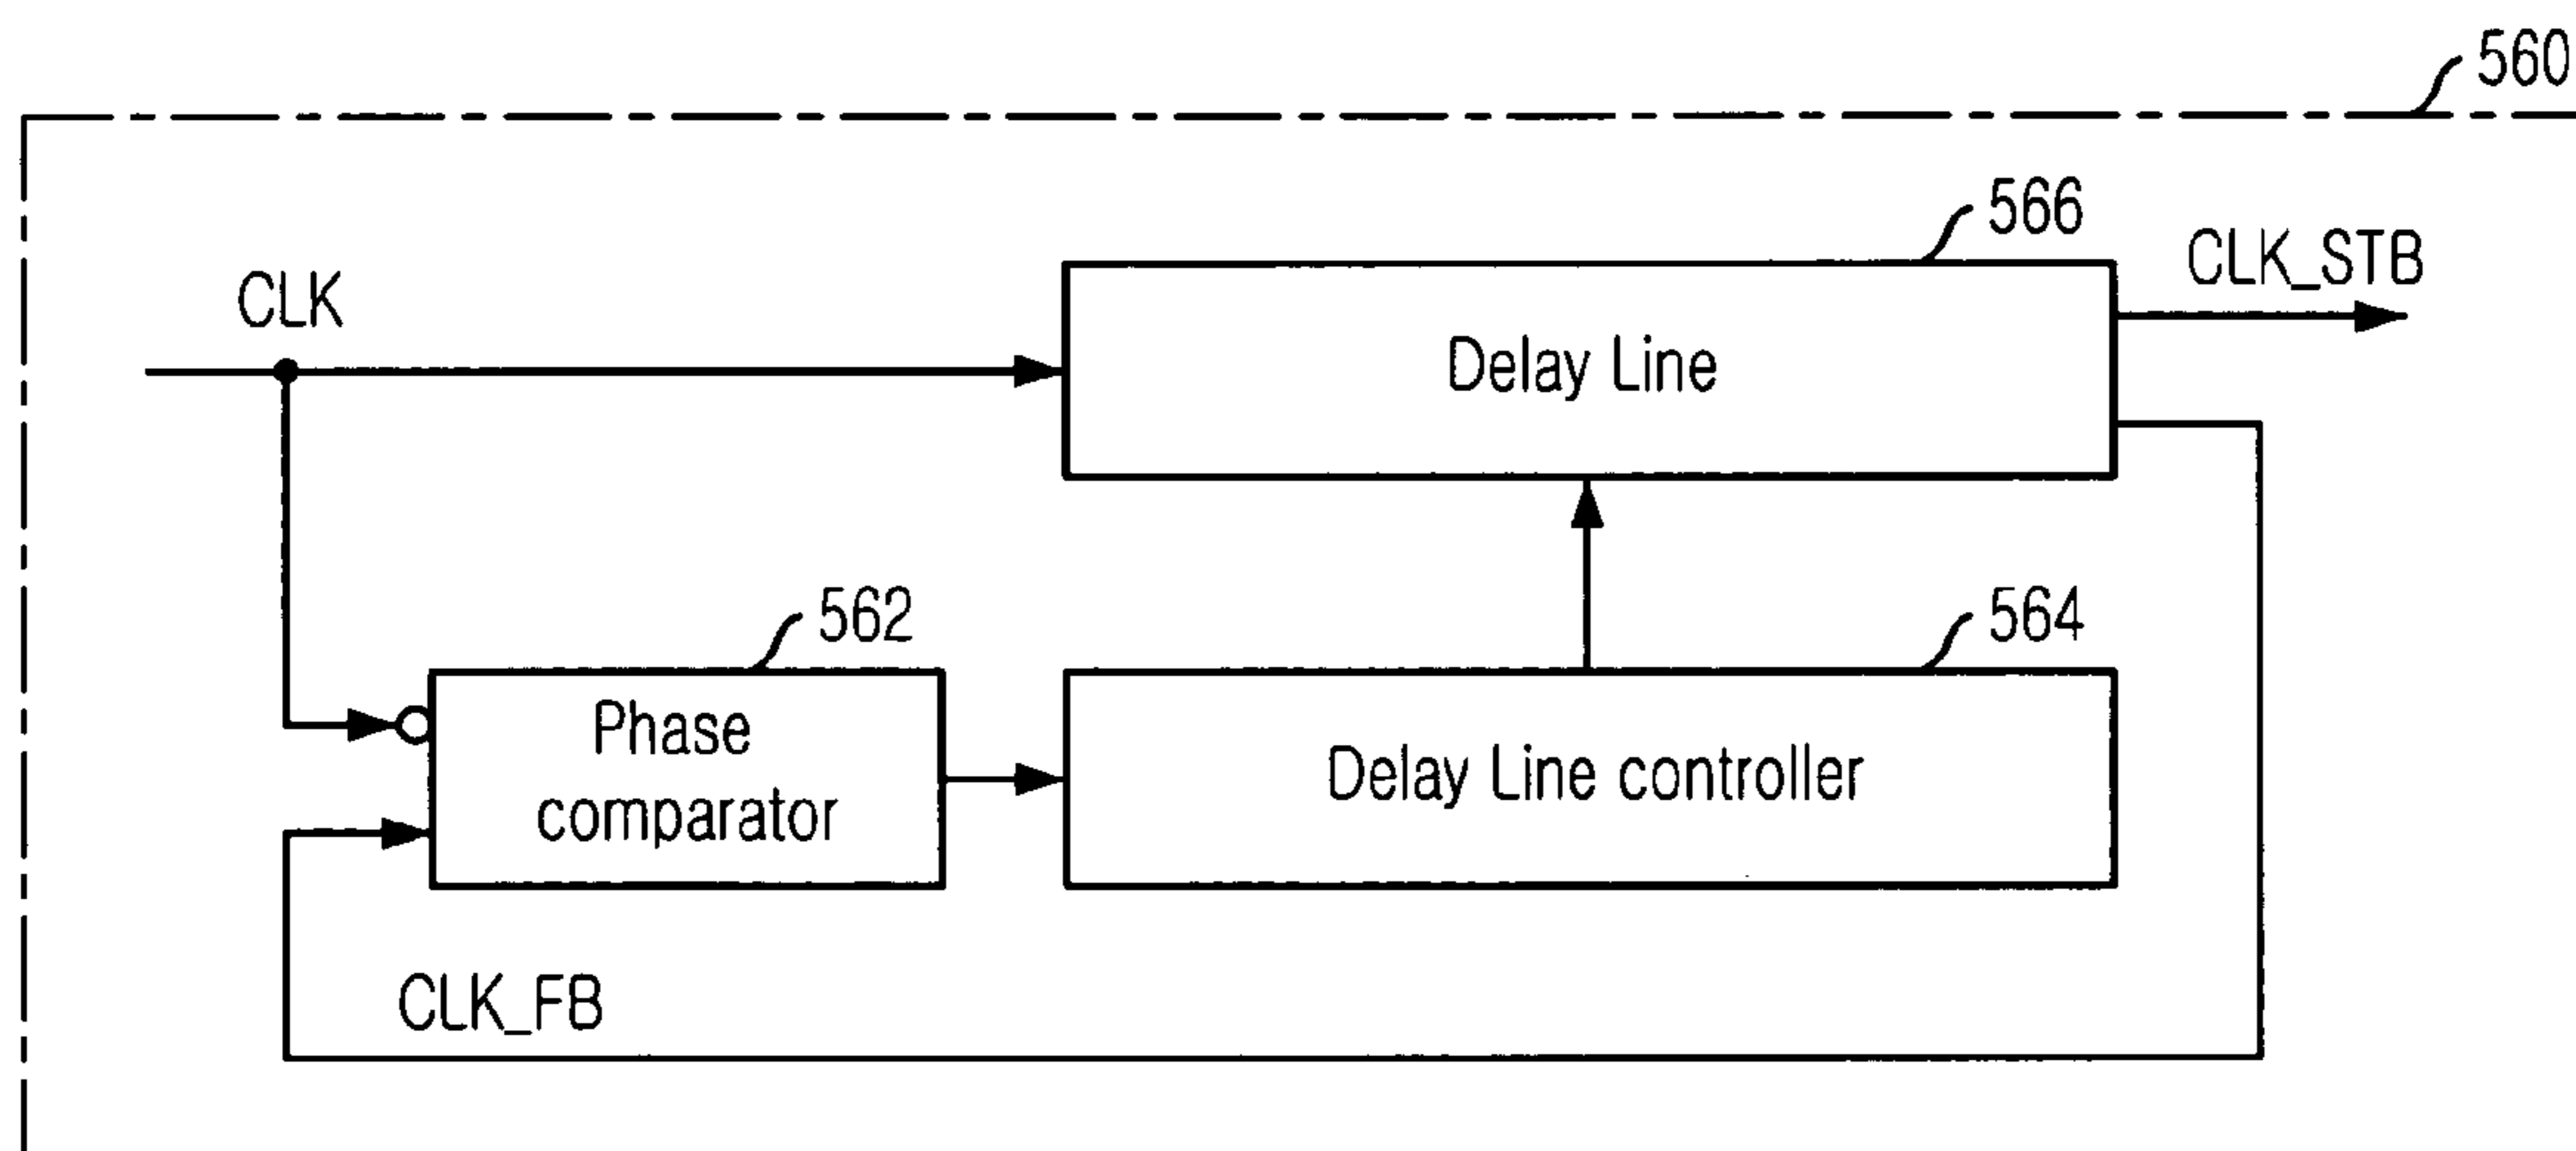 560
566
CLK
CLK_STB
Delay Line
562
564
Phase
comparator
Delay Line controller
CLK_FB